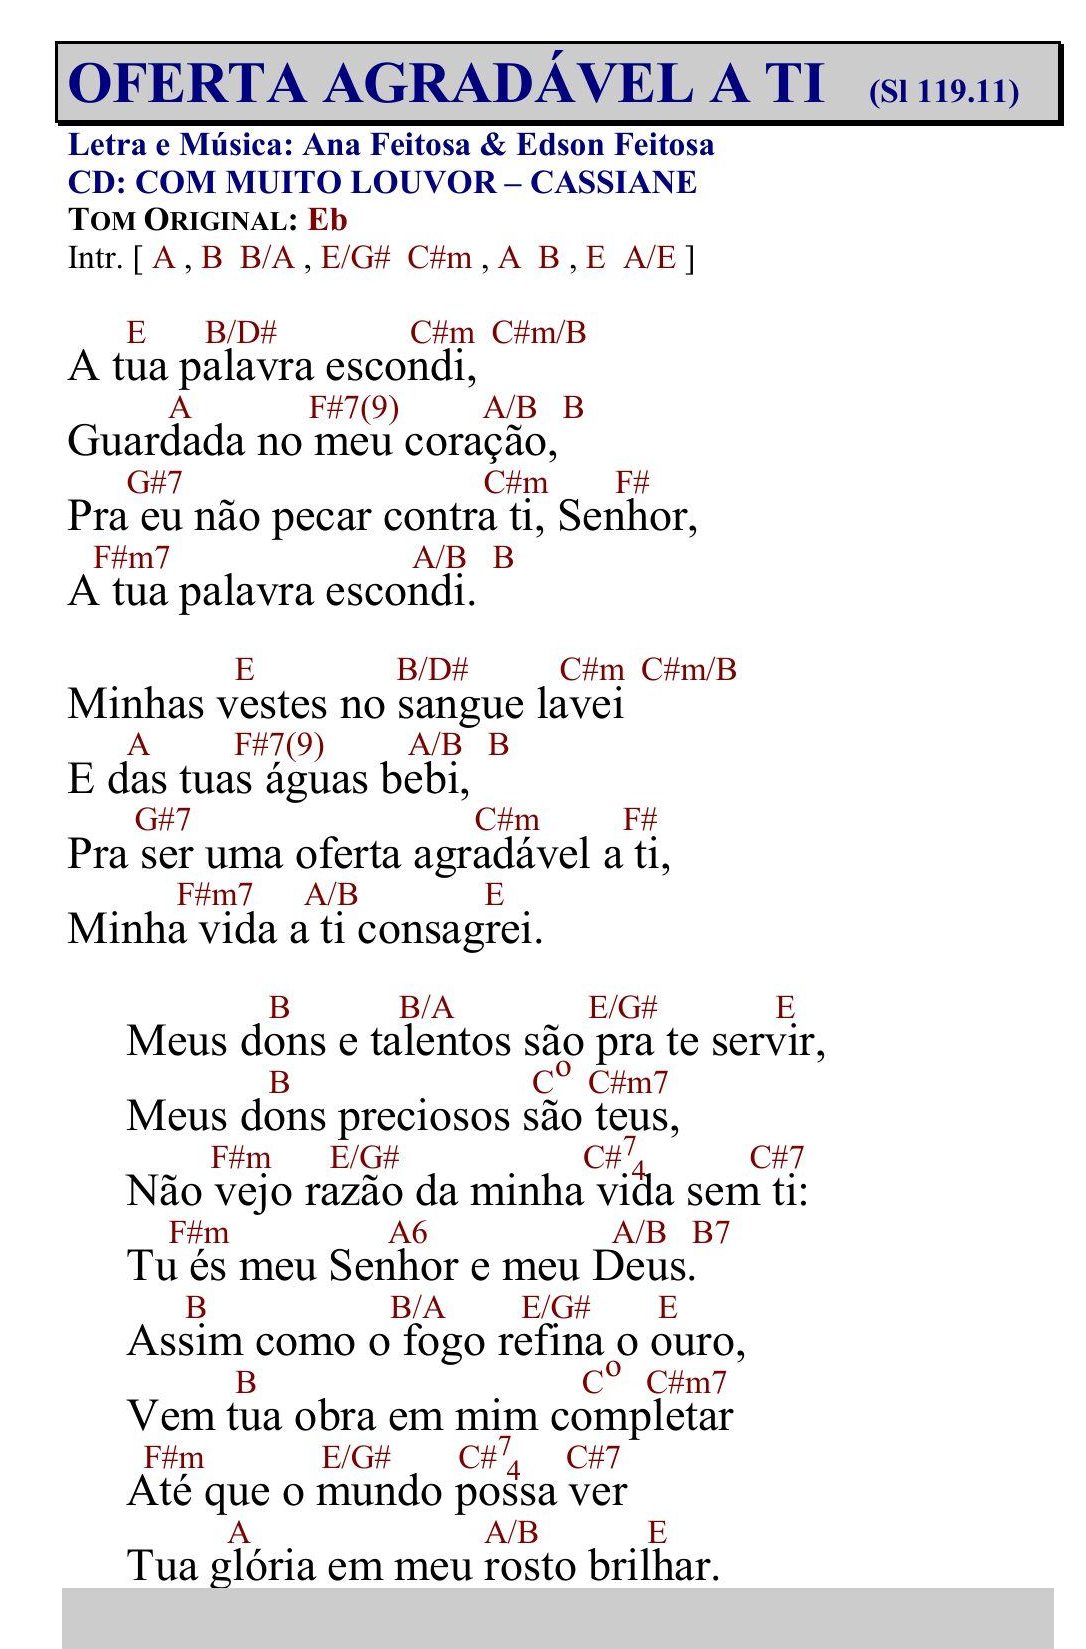 OFERTA AGRADÁVEL A TI (Sl 119.11)
Letra e Música: Ana Feitosa & Edson Feitosa
CD: COM MUITO LOUVOR – CASSIANE
TOM ORIGINAL: Eb
Intr. [ A , B B/A , E/G# C#m , A B , E A/E ]
E B/D# C#m C#m/B
A tua palavra escondi,
A F#7(9) A/B B
Guardada no meu coração,
G#7 C#m F#
Pra eu não pecar contra ti, Senhor,
F#m7 A/B B
A tua palavra escondi.
E B/D# C#m C#m/B
Minhas vestes no sangue lavei
A F#7(9) A/B B
E das tuas águas bebi,
G#7 C#m F#
Pra ser uma oferta agradável a ti,
F#m7 A/B E
Minha vida a ti consagrei.
B B/A E/G# E
Meus dons e talentos são pra te servir,
B Cº C#m7
Meus dons preciosos são teus,
F#m E/G# C#74 C#7
Não vejo razão da minha vida sem ti:
F#m A6 A/B B7
Tu és meu Senhor e meu Deus.
B B/A E/G# E
Assim como o fogo refina o ouro,
B Cº C#m7
Vem tua obra em mim completar
F#m E/G# C#74 C#7
Até que o mundo possa ver
A A/B E
Tua glória em meu rosto brilhar.